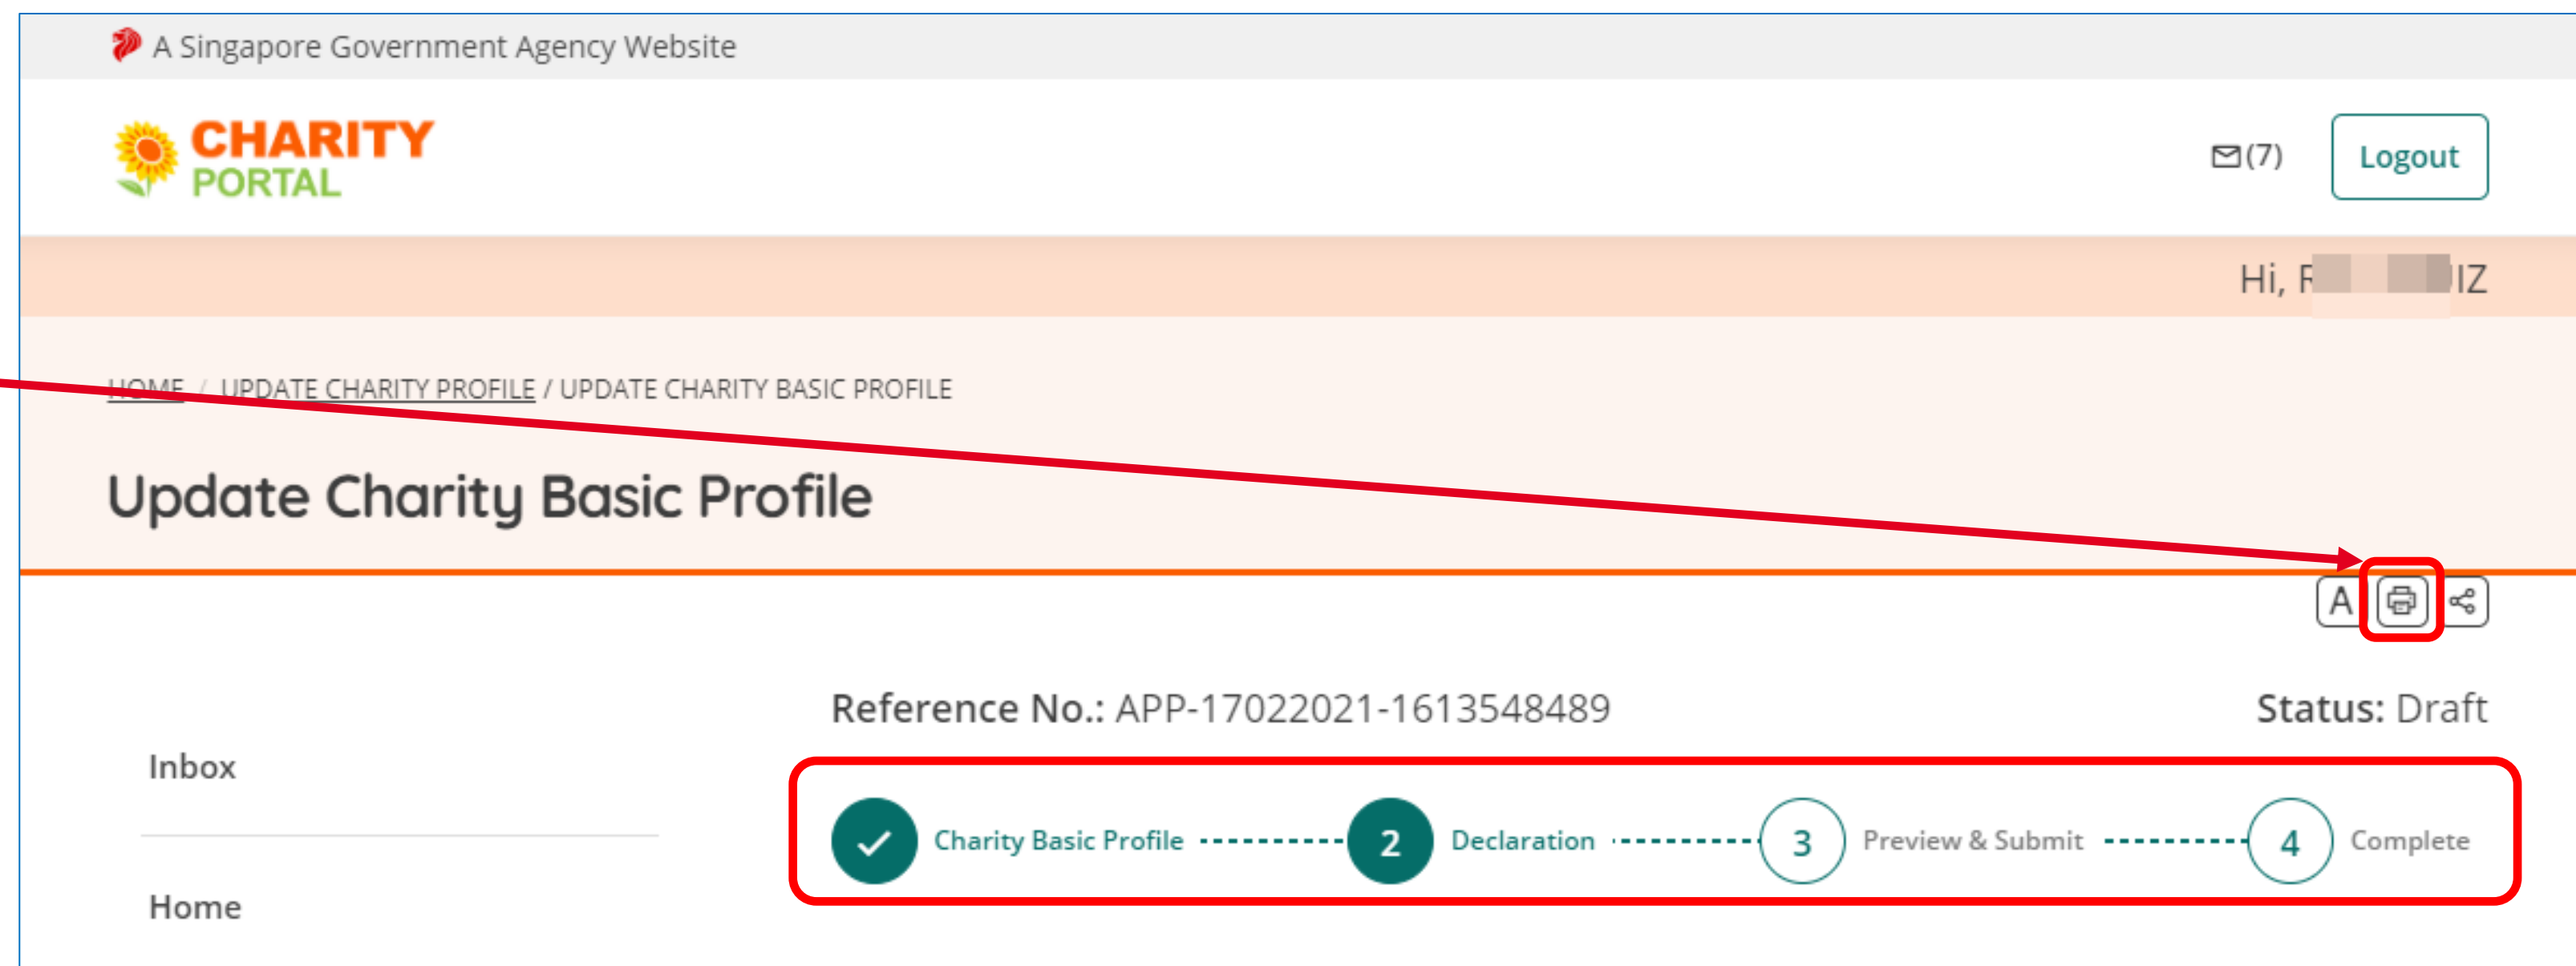 A Singapore Government Agency Website
CHARITY
PORTAL
(7)
Logout
Hi,
HOME / UPDATE CHARITY PROFILE / UPDATE CHARITY BASIC PROFILE
Update Charity Basic Profile
A
Reference No.: APP-17022021-1613548489
Status: Draft
Inbox
Charity Basic Profile
2 Declaration
3 Preview & Submit
4 Complete
Home